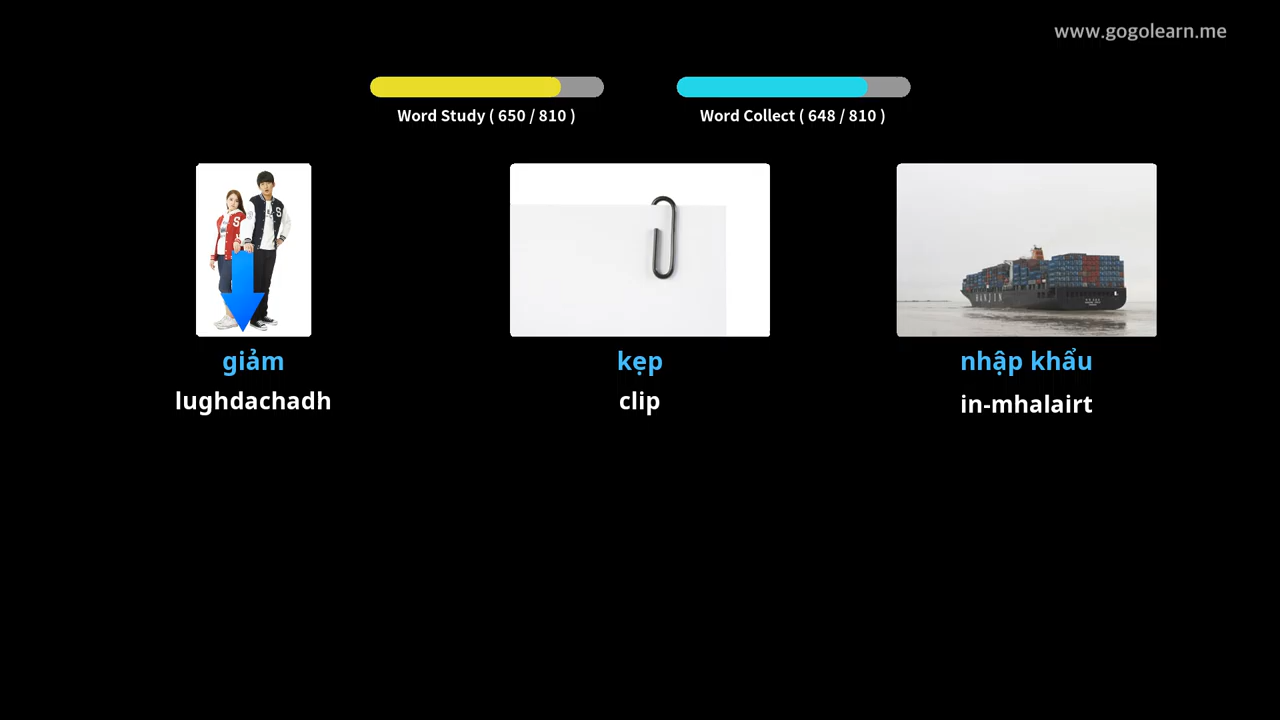 www.gogolearn.me
Word Study ( 650 / 810 )
Word Collect ( 648 / 810 )
S
S
HANJIN
giảm
kẹp
nhập khẩu
lughdachadh
clip
in-mhalairt